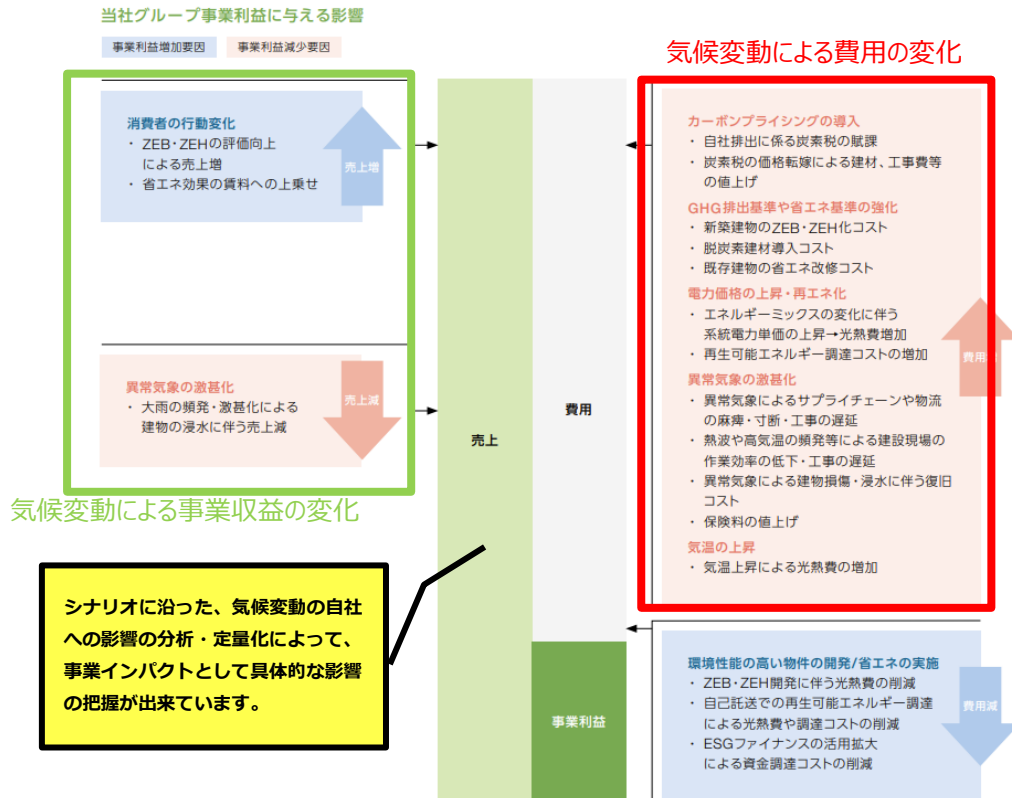 当社グループ事業利益に与える影響
事業利益増加要因
事業利益減少要因
気候変動による費用の変化
消費者の行動変化
・ ZEB・ZEHの評価向上
による売上増
・ 省エネ効果の賃料への上乗せ
売上増
異常気象の激甚化
・ 大雨の頻発・激甚化による
建物の浸水に伴う売上減
売上減
気候変動による事業収益の変化
シナリオに沿った、気候変動の自社
への影響の分析・定量化によって、
事業インパクトとして具体的な影響
の把握が出来ています。
売上
費用
事業利益
カーボンプライシングの導入
・ 自社排出に係る炭素税の賦課
・ 炭素税の価格転嫁による建材、工事費等
の値上げ
GHG排出基準や省エネ基準の強化
・ 新築建物のZEB・ZEH化コスト
・ 脱炭素建材導入コスト
・ 既存建物の省エネ改修コスト
電力価格の上昇・再エネ化
・ エネルギーミックスの変化に伴う
系統電力単価の上昇→光熱費増加
・ 再生可能エネルギー調達コストの増加
異常気象の激甚化
・ 異常気象によるサプライチェーンや物流
の麻痺・寸断・工事の遅延
・ 熱波や高気温の頻発等による建設現場の
作業効率の低下・工事の遅延
・ 異常気象による建物損傷・浸水に伴う復旧
コスト
・ 保険料の値上げ
気温の上昇
・ 気温上昇による光熱費の増加
費用増
環境性能の高い物件の開発/省エネの実施
・ ZEB・ZEH開発に伴う光熱費の削減
・ 自己託送での再生可能エネルギー調達
による光熱費や調達コストの削減
・ ESGファイナンスの活用拡大
による資金調達コストの削減
費用減